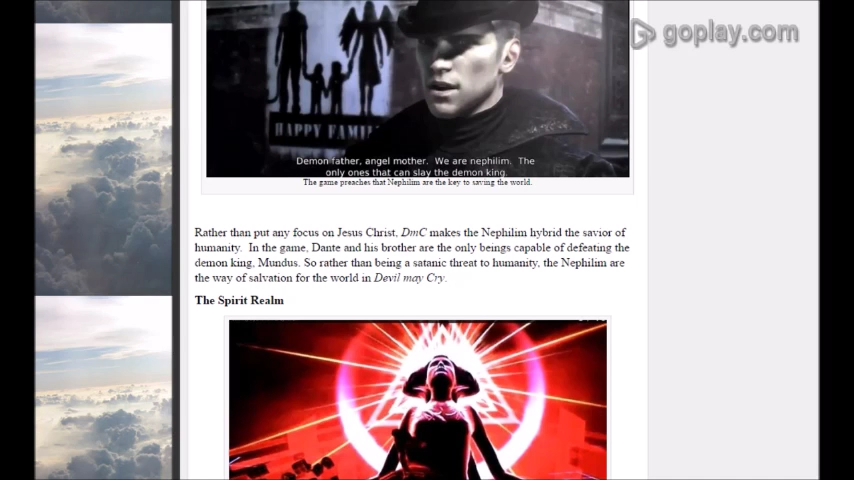 goplay.com
HAPPY FAMI
Demon father, angel mother. We are nephilim. The
only ones that can slay the demon king.
The game preaches that Nephilim are the key to saving the world.
Rather than put any focus on Jesus Christ, DmC makes the Nephilim hybrid the savior of
humanity. In the game, Dante and his brother are the only beings capable of defeating the
demon king, Mundus. So rather than being a satanic threat to humanity, the Nephilim are
the way of salvation for the world in Devil may Cry.
The Spirit Realm